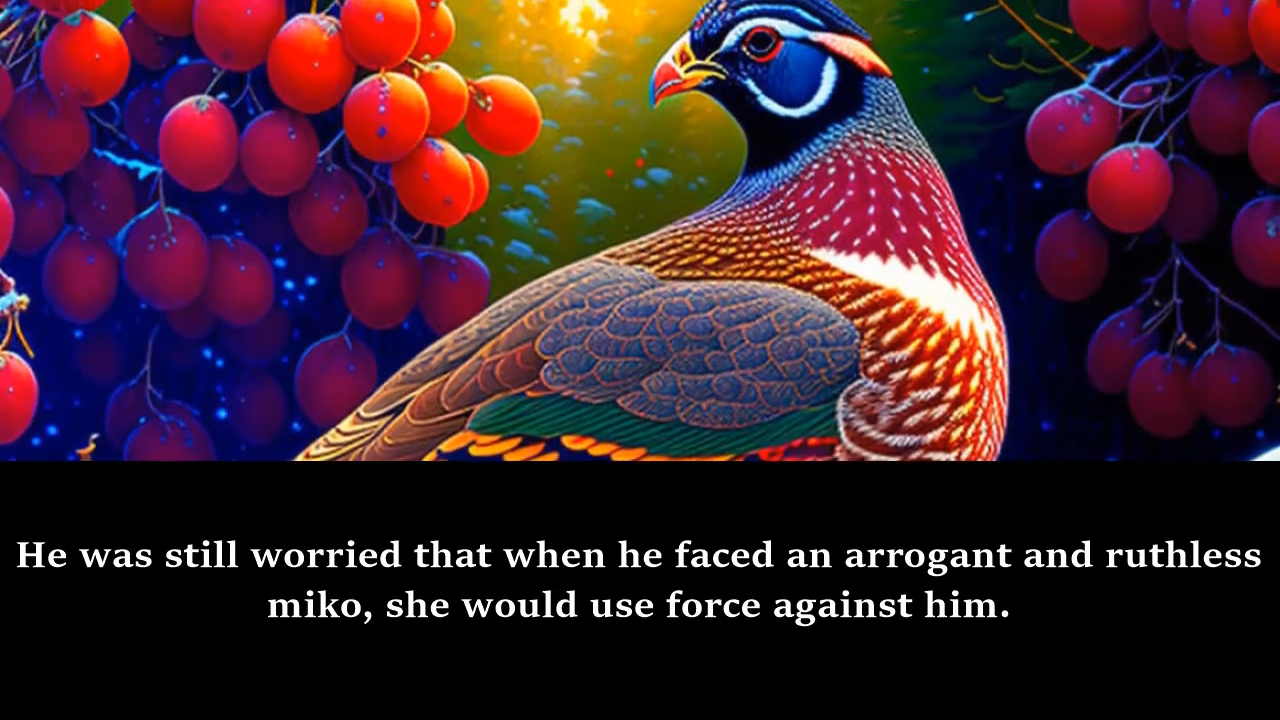 He was still worried that when he faced an arrogant and ruthless
miko, she would use force against him.